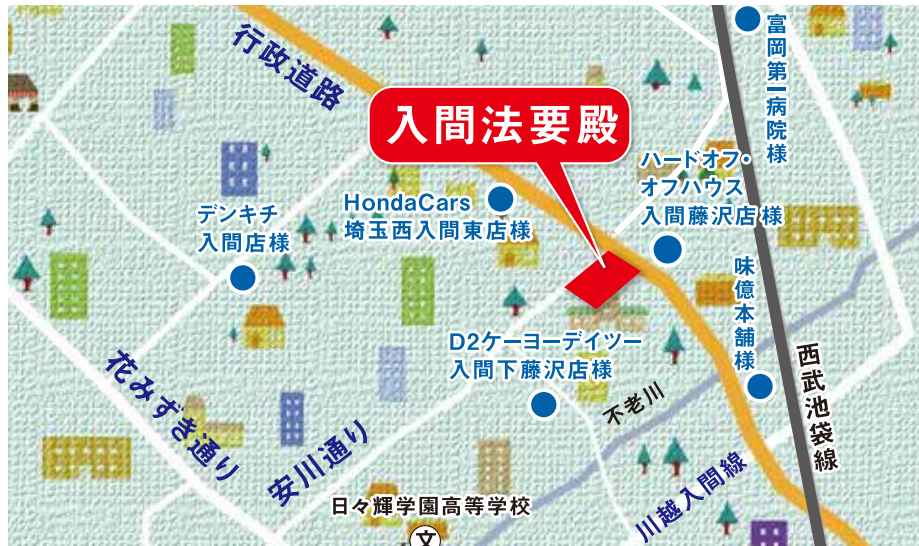 行政道路
富岡第一病院様
入間法要殿
ハードオフ・
オフハウス
入間藤沢店様
デンキチ
入間店様
HondaCars
埼玉西入間東店様
味億本舗様
D2ケーヨーデイツー
入間下藤沢店様
不老川
西武池袋線
花みずき通り
安川通り
川越入間線
日々輝学園高等学校
文